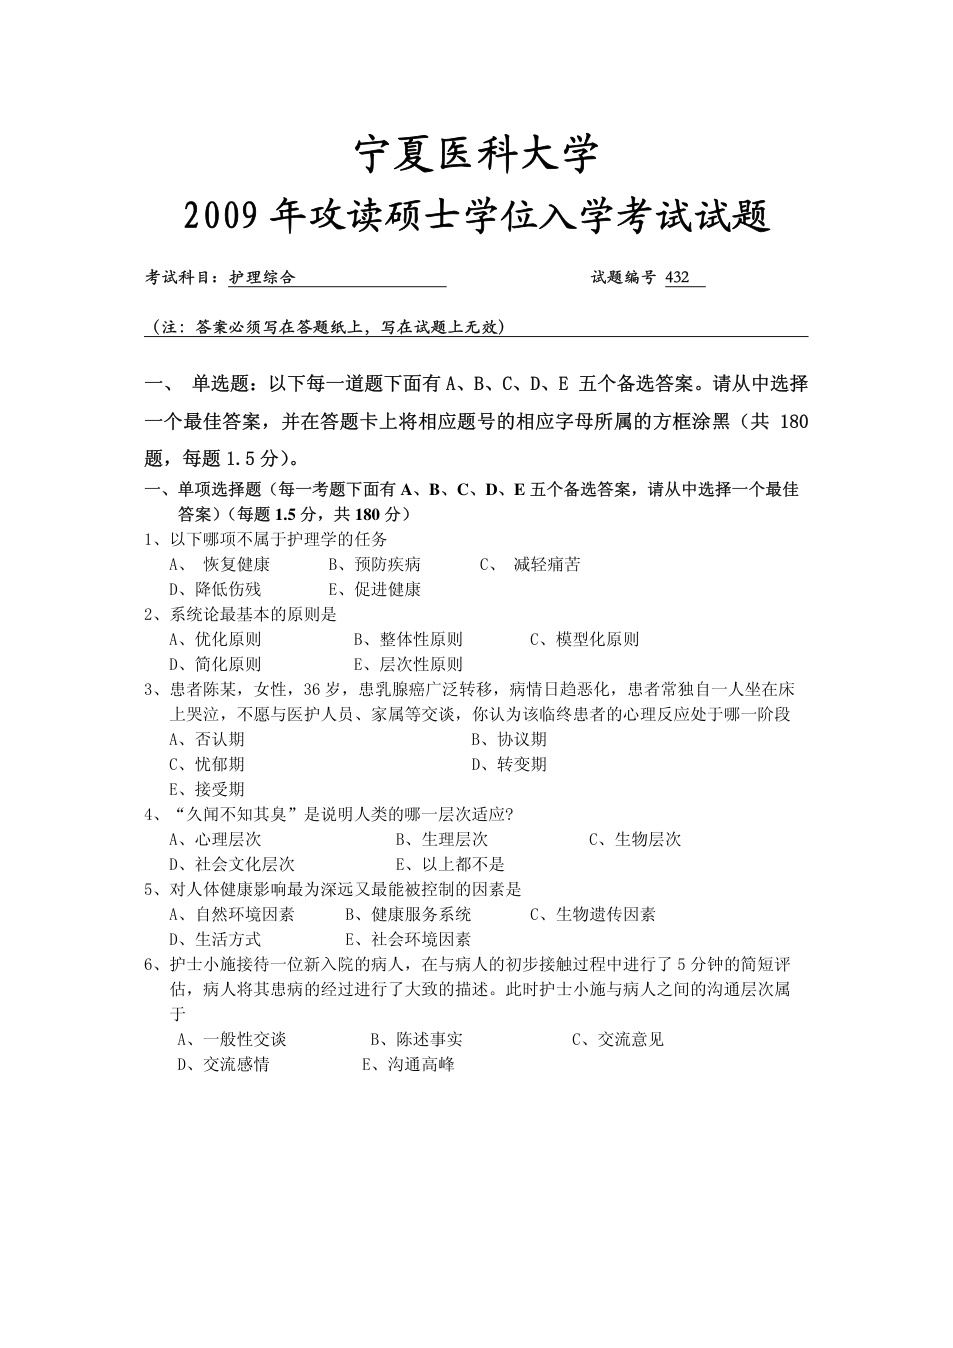 宁夏医科大学
2009 年攻读硕士学位入学考试试题
考试科目：护理综合 试题编号 432
（注：答案必须写在答题纸上，写在试题上无效）
一、 单选题：以下每一道题下面有 A、B、C、D、E 五个备选答案。请从中选择
一个最佳答案，并在答题卡上将相应题号的相应字母所属的方框涂黑（共 180
题，每题 1.5 分）。
一、单项选择题（每一考题下面有 A、B、C、D、E 五个备选答案，请从中选择一个最佳
答案）（每题 1.5 分，共 180 分）
1、以下哪项不属于护理学的任务
A、 恢复健康 B、预防疾病 C、 减轻痛苦
D、降低伤残 E、促进健康
2、系统论最基本的原则是
A、优化原则 B、整体性原则 C、模型化原则
D、简化原则 E、层次性原则
3、患者陈某，女性，36 岁，患乳腺癌广泛转移，病情日趋恶化，患者常独自一人坐在床
上哭泣，不愿与医护人员、家属等交谈，你认为该临终患者的心理反应处于哪一阶段
A、否认期 B、协议期
C、忧郁期 D、转变期
E、接受期
4、“久闻不知其臭”是说明人类的哪一层次适应?
A、心理层次 B、生理层次 C、生物层次
D、社会文化层次 E、以上都不是
5、对人体健康影响最为深远又最能被控制的因素是
A、自然环境因素 B、健康服务系统 C、生物遗传因素
D、生活方式 E、社会环境因素
6、护士小施接待一位新入院的病人，在与病人的初步接触过程中进行了 5 分钟的简短评
估，病人将其患病的经过进行了大致的描述。此时护士小施与病人之间的沟通层次属
于
A、一般性交谈 B、陈述事实 C、交流意见
D、交流感情 E、沟通高峰